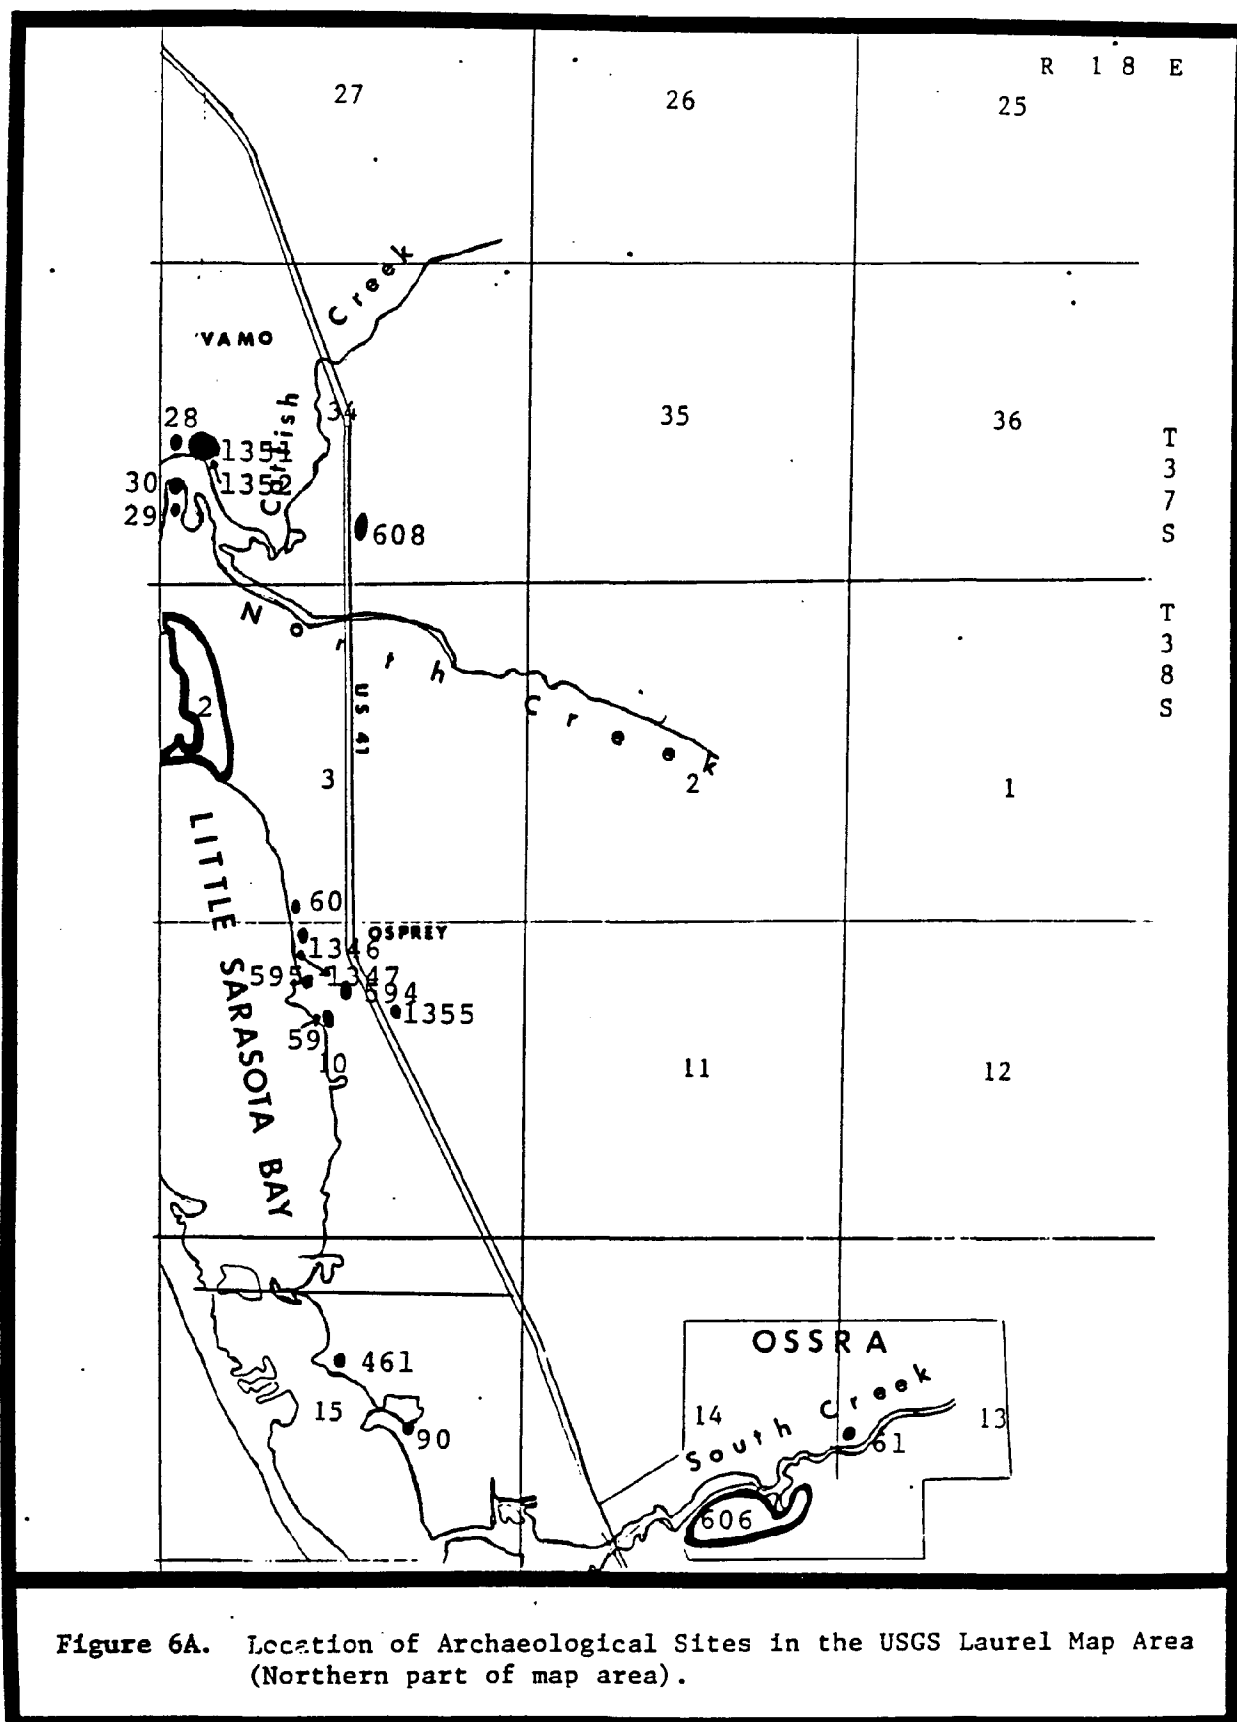 R 18 E
27
26
25
Creek
VAMO
Catfish
34
35
36
28
1351
1352
30
29
608
T37S
T38S
North Creek
US 41
2
3
2
1
LITTLE SARASOTA BAY
60
OSPREY
1346
595
1347
594
1355
59
10
11
12
OSSRA
461
15
90
14
South Creek
13
61
606
Figure 6A. Location of Archaeological Sites in the USGS Laurel Map Area
(Northern part of map area).